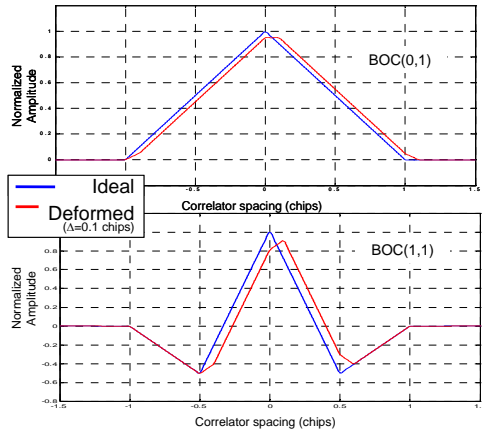 Normalized
Amplitude
1
0.8
0.6
0.4
0.2
0
BOC(0,1)
-0.5 0 0.5 1 1.5
Correlator spacing (chips)
Ideal
Deformed
(Δ=0.1 chips)
Normalized
Amplitude
0.8
0.6
0.4
0.2
0
-0.2
-0.4
-0.6
-0.8
BOC(1,1)
-1.5 -1 -0.5 0 0.5 1 1.5
Correlator spacing (chips)